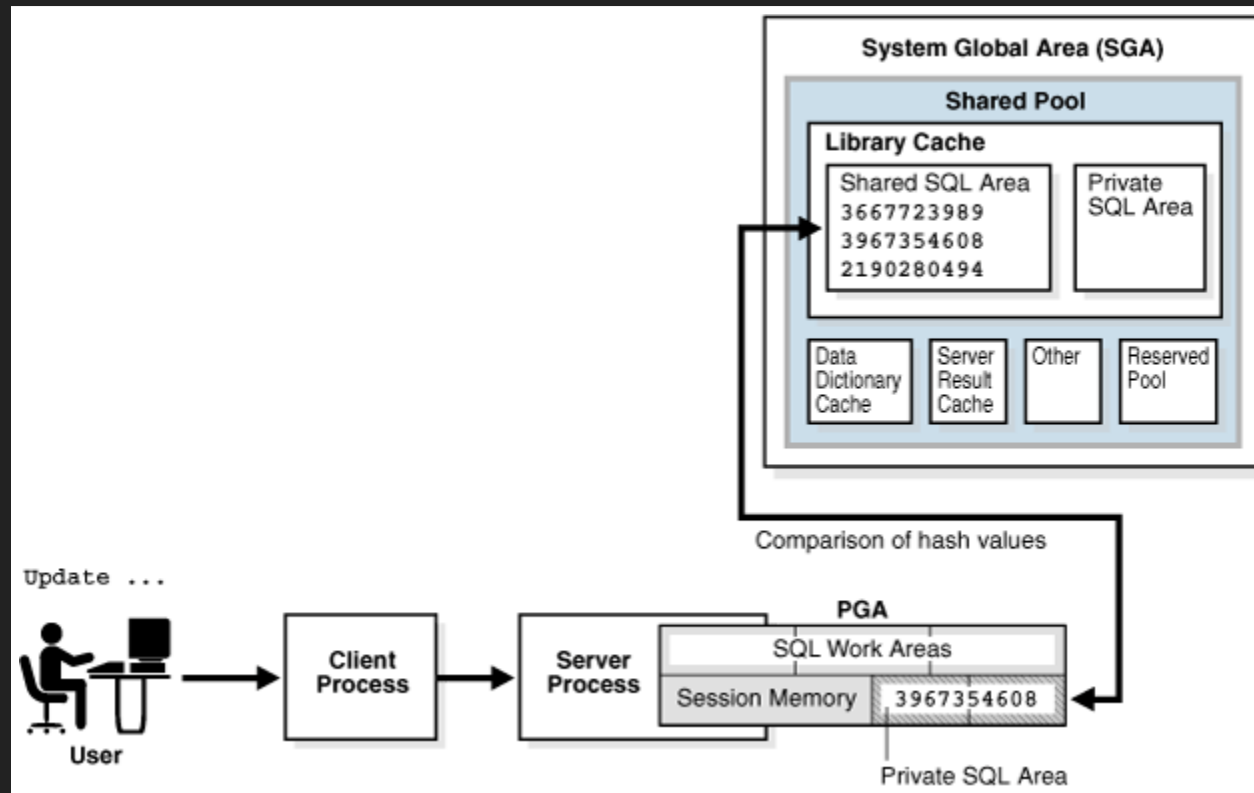 System Global Area (SGA)
Shared Pool
Library Cache
Shared SQL Area
3667723989
3967354608
2190280494
Private
SQL Area
Data
Dictionary
Cache
Server
Result
Cache
Other
Reserved
Pool
Comparison of hash values
Update ...
User
Client
Process
Server
Process
PGA
SQL Work Areas
Session Memory
3967354608
Private SQL Area